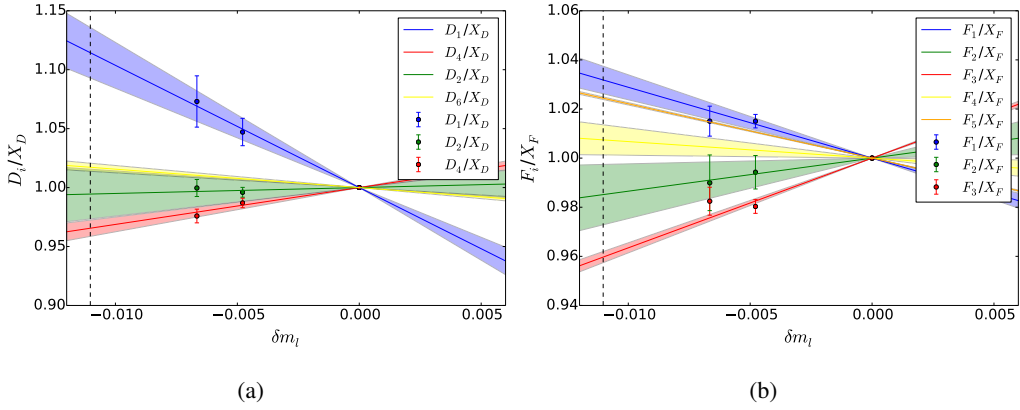 (a)
1.15
1.10
1.05
1.00
0.95
0.90
D_i/X_D
D_1/X_D
D_4/X_D
D_2/X_D
D_6/X_D
D_1/X_D
D_2/X_D
D_4/X_D
−0.010
−0.005
0.000
0.005
δm_l
(b)
1.06
1.04
1.02
1.00
0.98
0.96
0.94
F_i/X_F
F_1/X_F
F_2/X_F
F_3/X_F
F_4/X_F
F_5/X_F
F_1/X_F
F_2/X_F
F_3/X_F
−0.010
−0.005
0.000
0.005
δm_l
(a)
(b)